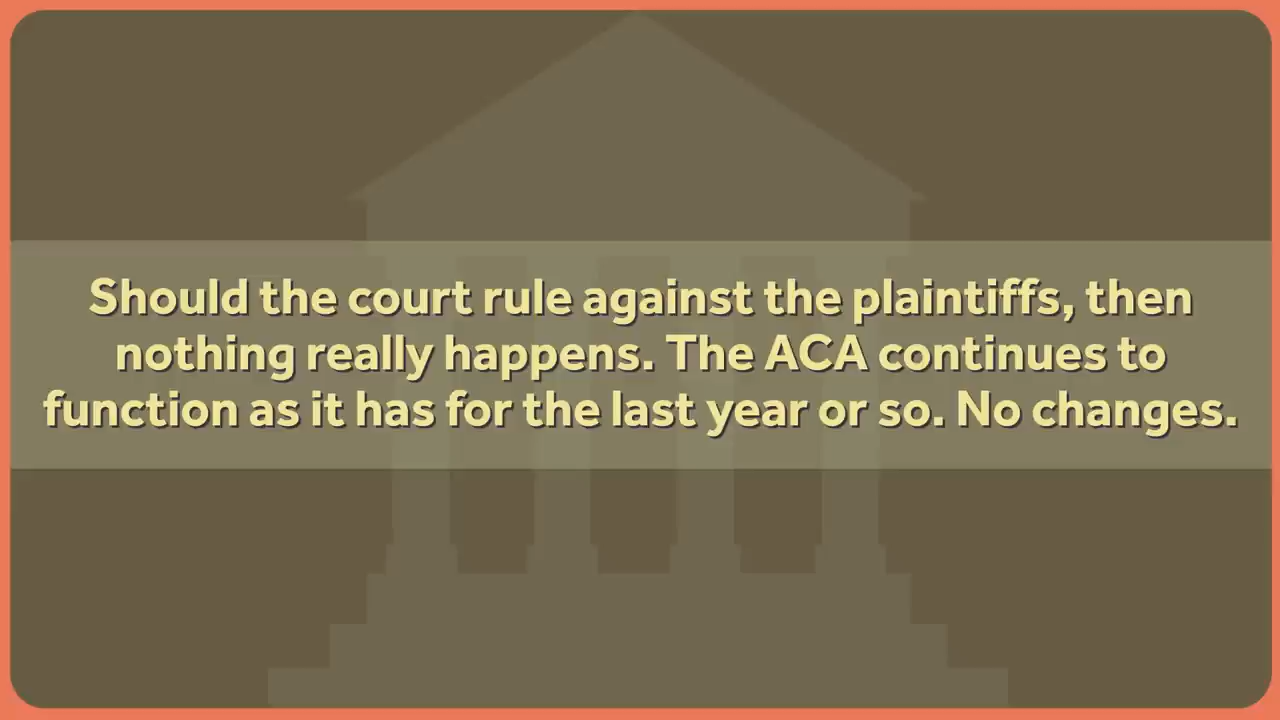 Should the court rule against the plaintiffs, then
nothing really happens. The ACA continues to
function as it has for the last year or so. No changes.